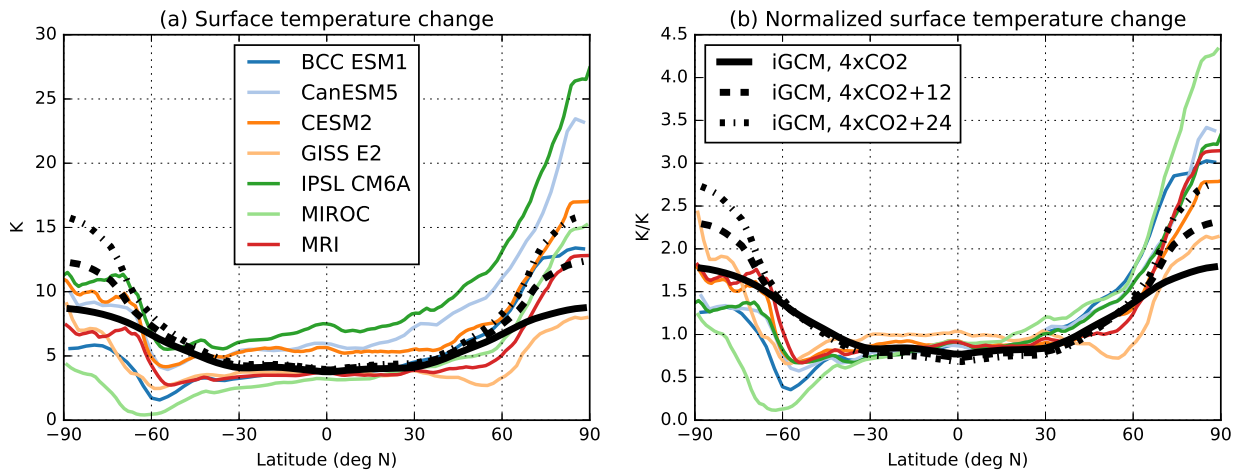 (a) Surface temperature change
30
25
20
15
10
5
0
K
BCC ESM1
CanESM5
CESM2
GISS E2
IPSL CM6A
MIROC
MRI
−90 −60 −30 0 30 60 90
Latitude (deg N)
(b) Normalized surface temperature change
4.5
4.0
3.5
3.0
2.5
2.0
1.5
1.0
0.5
0.0
K/K
iGCM, 4xCO2
iGCM, 4xCO2+12
iGCM, 4xCO2+24
−90 −60 −30 0 30 60 90
Latitude (deg N)